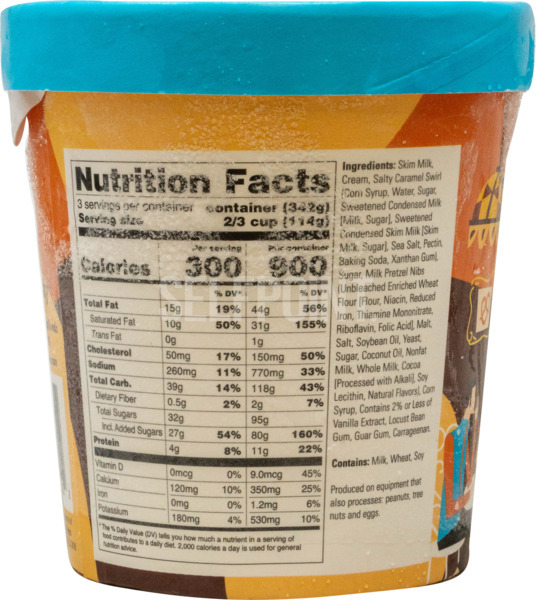 Nutrition Facts
3 servings per container container (342g)
Serving size 2/3 cup (114g)
Per serving Per container
Calories 300 900
% DV* % DV*
Total Fat 15g 19% 44g 56%
Saturated Fat 10g 50% 31g 155%
Trans Fat 0g 1g
Cholesterol 50mg 17% 150mg 50%
Sodium 260mg 11% 770mg 33%
Total Carb. 39g 14% 118g 43%
Dietary Fiber 0.5g 2% 2g 7%
Total Sugars 32g 95g
Incl. Added Sugars 27g 54% 80g 160%
Protein 4g 8% 11g 22%
Vitamin D 0mcg 0% 9.0mcg 45%
Calcium 120mg 10% 350mg 25%
Iron 0mg 0% 1.2mg 6%
Potassium 180mg 4% 530mg 10%
* The % Daily Value (DV) tells you how much a nutrient in a serving of
food contributes to a daily diet. 2,000 calories a day is used for general
nutrition advice.
Ingredients: Skim Milk,
Cream, Salty Caramel Swirl
(Corn Syrup, Water, Sugar,
Sweetened Condensed Milk
[Milk, Sugar], Sweetened
Condensed Skim Milk [Skim
Milk, Sugar], Sea Salt, Pectin,
Baking Soda, Xanthan Gum),
Sugar, Milk Pretzel Nibs
(Unbleached Enriched Wheat
Flour [Flour, Niacin, Reduced
Iron, Thiamine Mononitrate,
Riboflavin, Folic Acid], Malt,
Salt, Soybean Oil, Yeast,
Sugar, Coconut Oil, Nonfat
Milk, Whole Milk, Cocoa
[Processed with Alkali], Soy
Lecithin, Natural Flavors), Corn
Syrup, Contains 2% or Less of
Vanilla Extract, Locust Bean
Gum, Guar Gum, Carrageenan.
Contains: Milk, Wheat, Soy
Produced on equipment that
also processes: peanuts, tree
nuts and eggs.